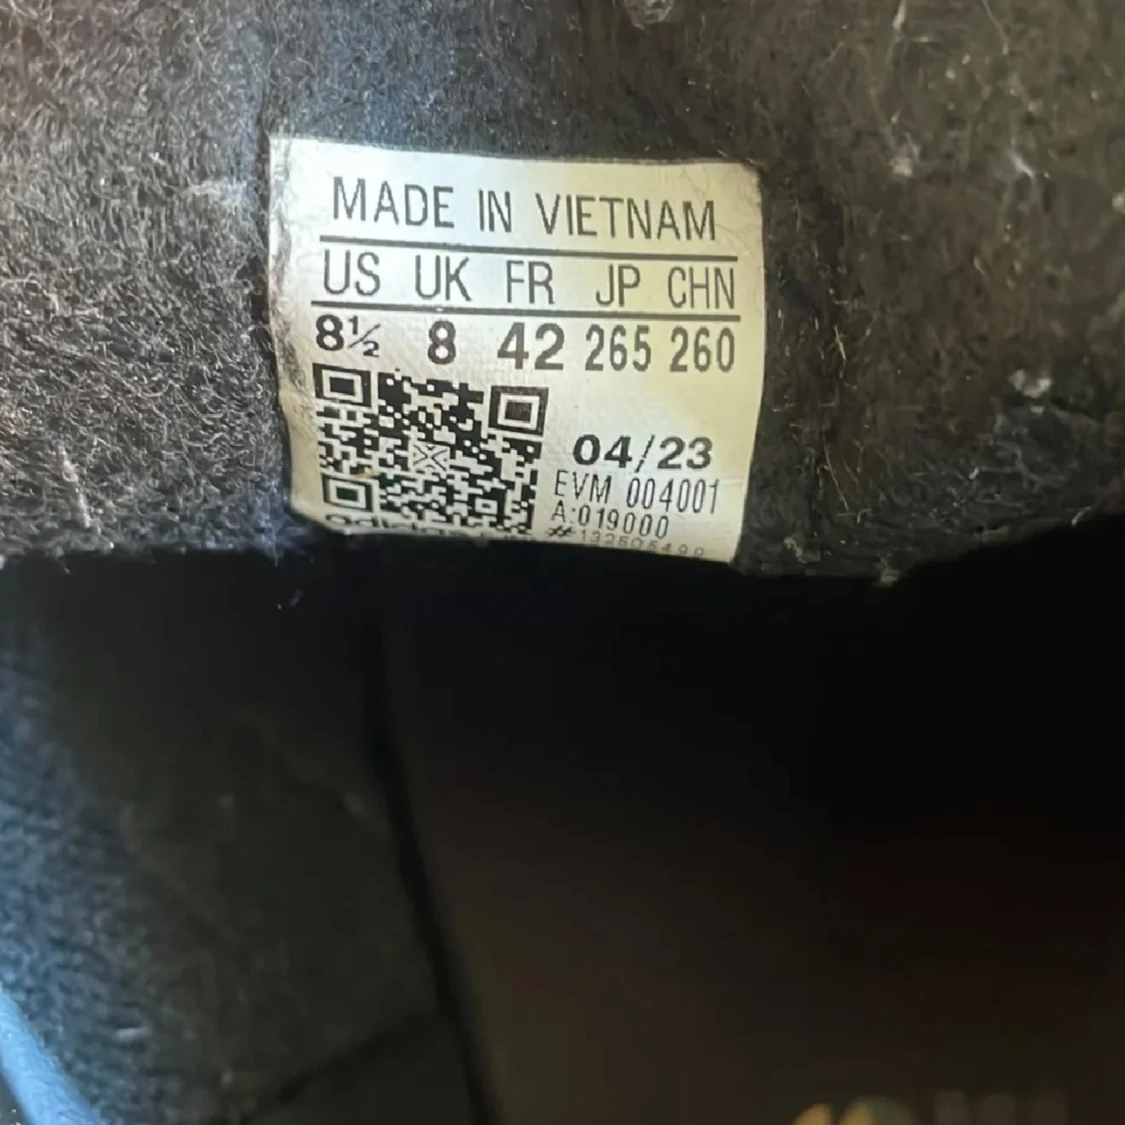 MADE IN VIETNAM
US UK FR JP CHN
8½ 8 42 265 260
04/23
EVM 004001
A:019000